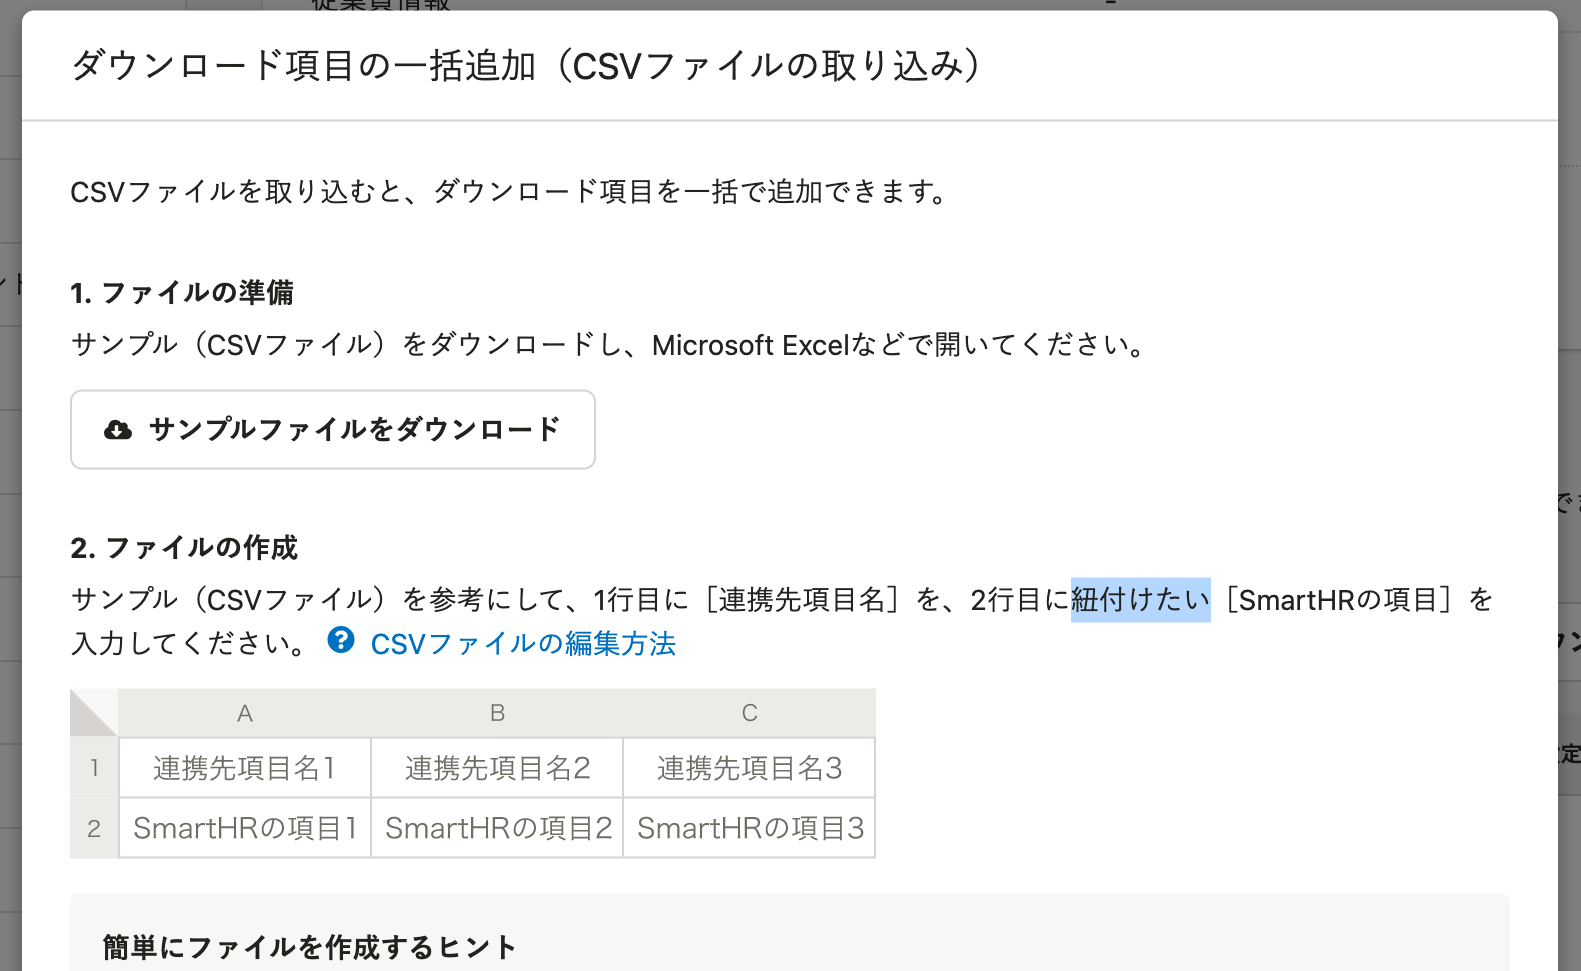 従業員情報
ダウンロード項目の一括追加（CSVファイルの取り込み）
CSVファイルを取り込むと、ダウンロード項目を一括で追加できます。
1. ファイルの準備
サンプル（CSVファイル）をダウンロードし、Microsoft Excelなどで開いてください。
サンプルファイルをダウンロード
2. ファイルの作成
サンプル（CSVファイル）を参考にして、1行目に［連携先項目名］を、2行目に紐付けたい［SmartHRの項目］を
入力してください。 CSVファイルの編集方法
A B C
1 連携先項目名1 連携先項目名2 連携先項目名3
2 SmartHRの項目1 SmartHRの項目2 SmartHRの項目3
簡単にファイルを作成するヒント